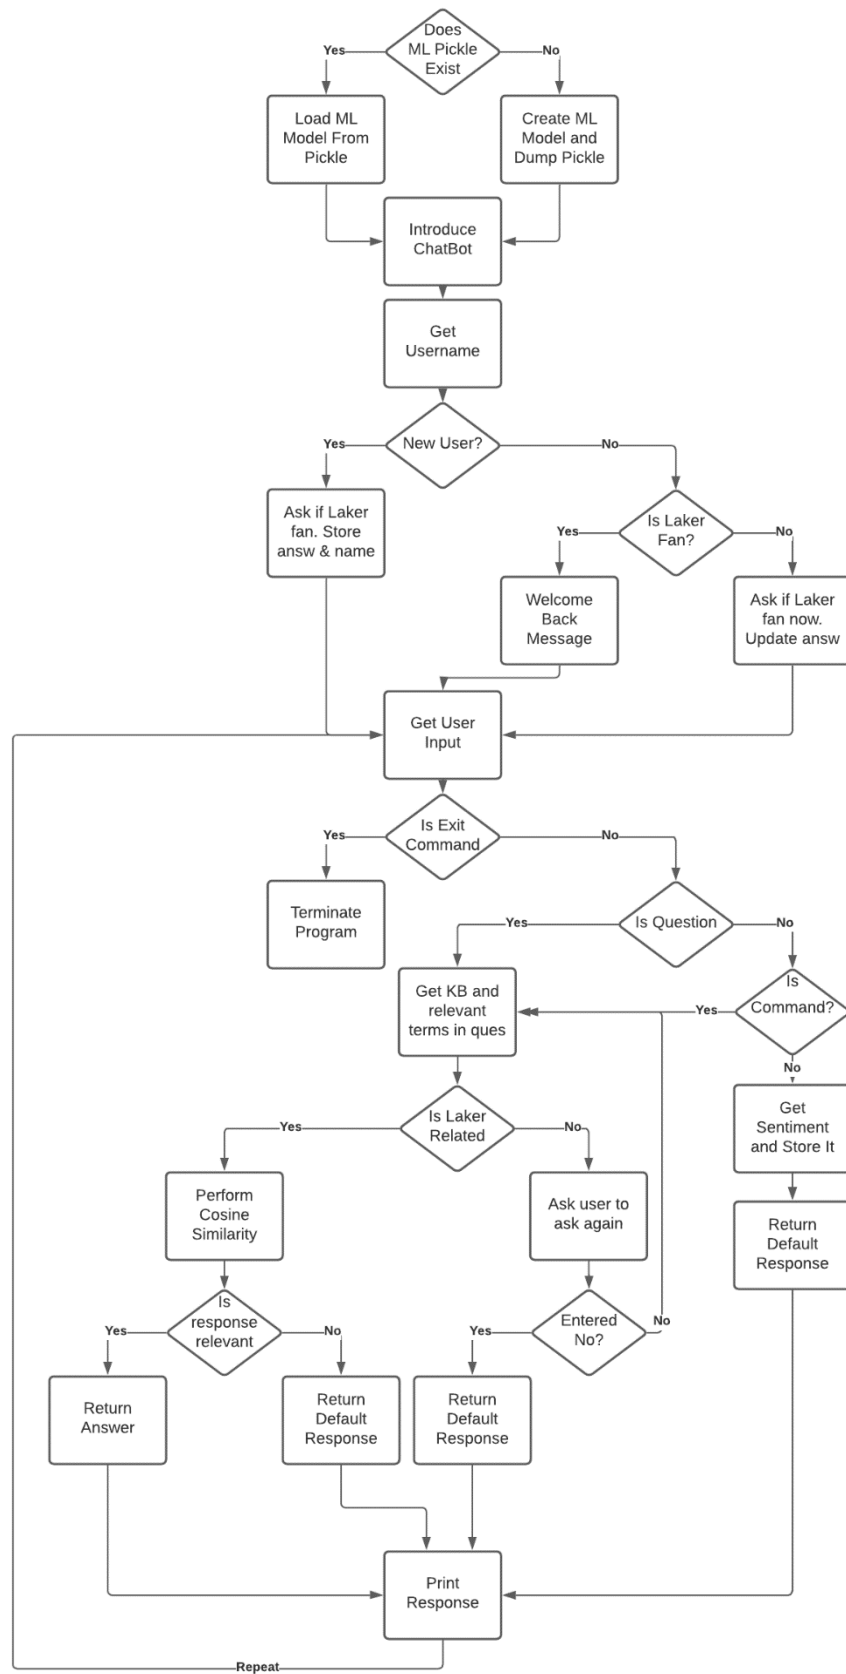 Does
ML Pickle
Exist
Yes
No
Load ML
Model From
Pickle
Create ML
Model and
Dump Pickle
Introduce
ChatBot
Get
Username
New User?
Yes
No
Ask if Laker
fan. Store
answ & name
Is Laker
Fan?
Yes
No
Welcome
Back
Message
Ask if Laker
fan now.
Update answ
Get User
Input
Is Exit
Command
Yes
No
Terminate
Program
Is Question
Yes
No
Get KB and
relevant
terms in ques
Is
Command?
Yes
No
Is Laker
Related
Yes
No
Get
Sentiment
and Store It
Perform
Cosine
Similarity
Ask user to
ask again
Return
Default
Response
Is
response
relevant
Yes
No
Entered
No?
Yes
No
Return
Answer
Return
Default
Response
Return
Default
Response
Print
Response
Repeat